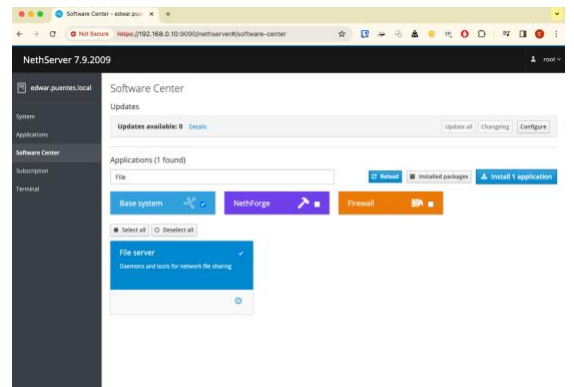 Software Center - edwar.pue
Not Secure https://192.168.0.10:9090/nethserver#/software-center
NethServer 7.9.2009
root
edwar.puentes.local
Software Center
Updates
System
Updates available: 0 Details Update all Changelog Configure
Applications
Software Center
Applications (1 found)
Subscription
File Reload Installed packages Install 1 application
Terminal
Base system NethForge Firewall
Select all Deselect all
File server
Daemons and tools for network file sharing